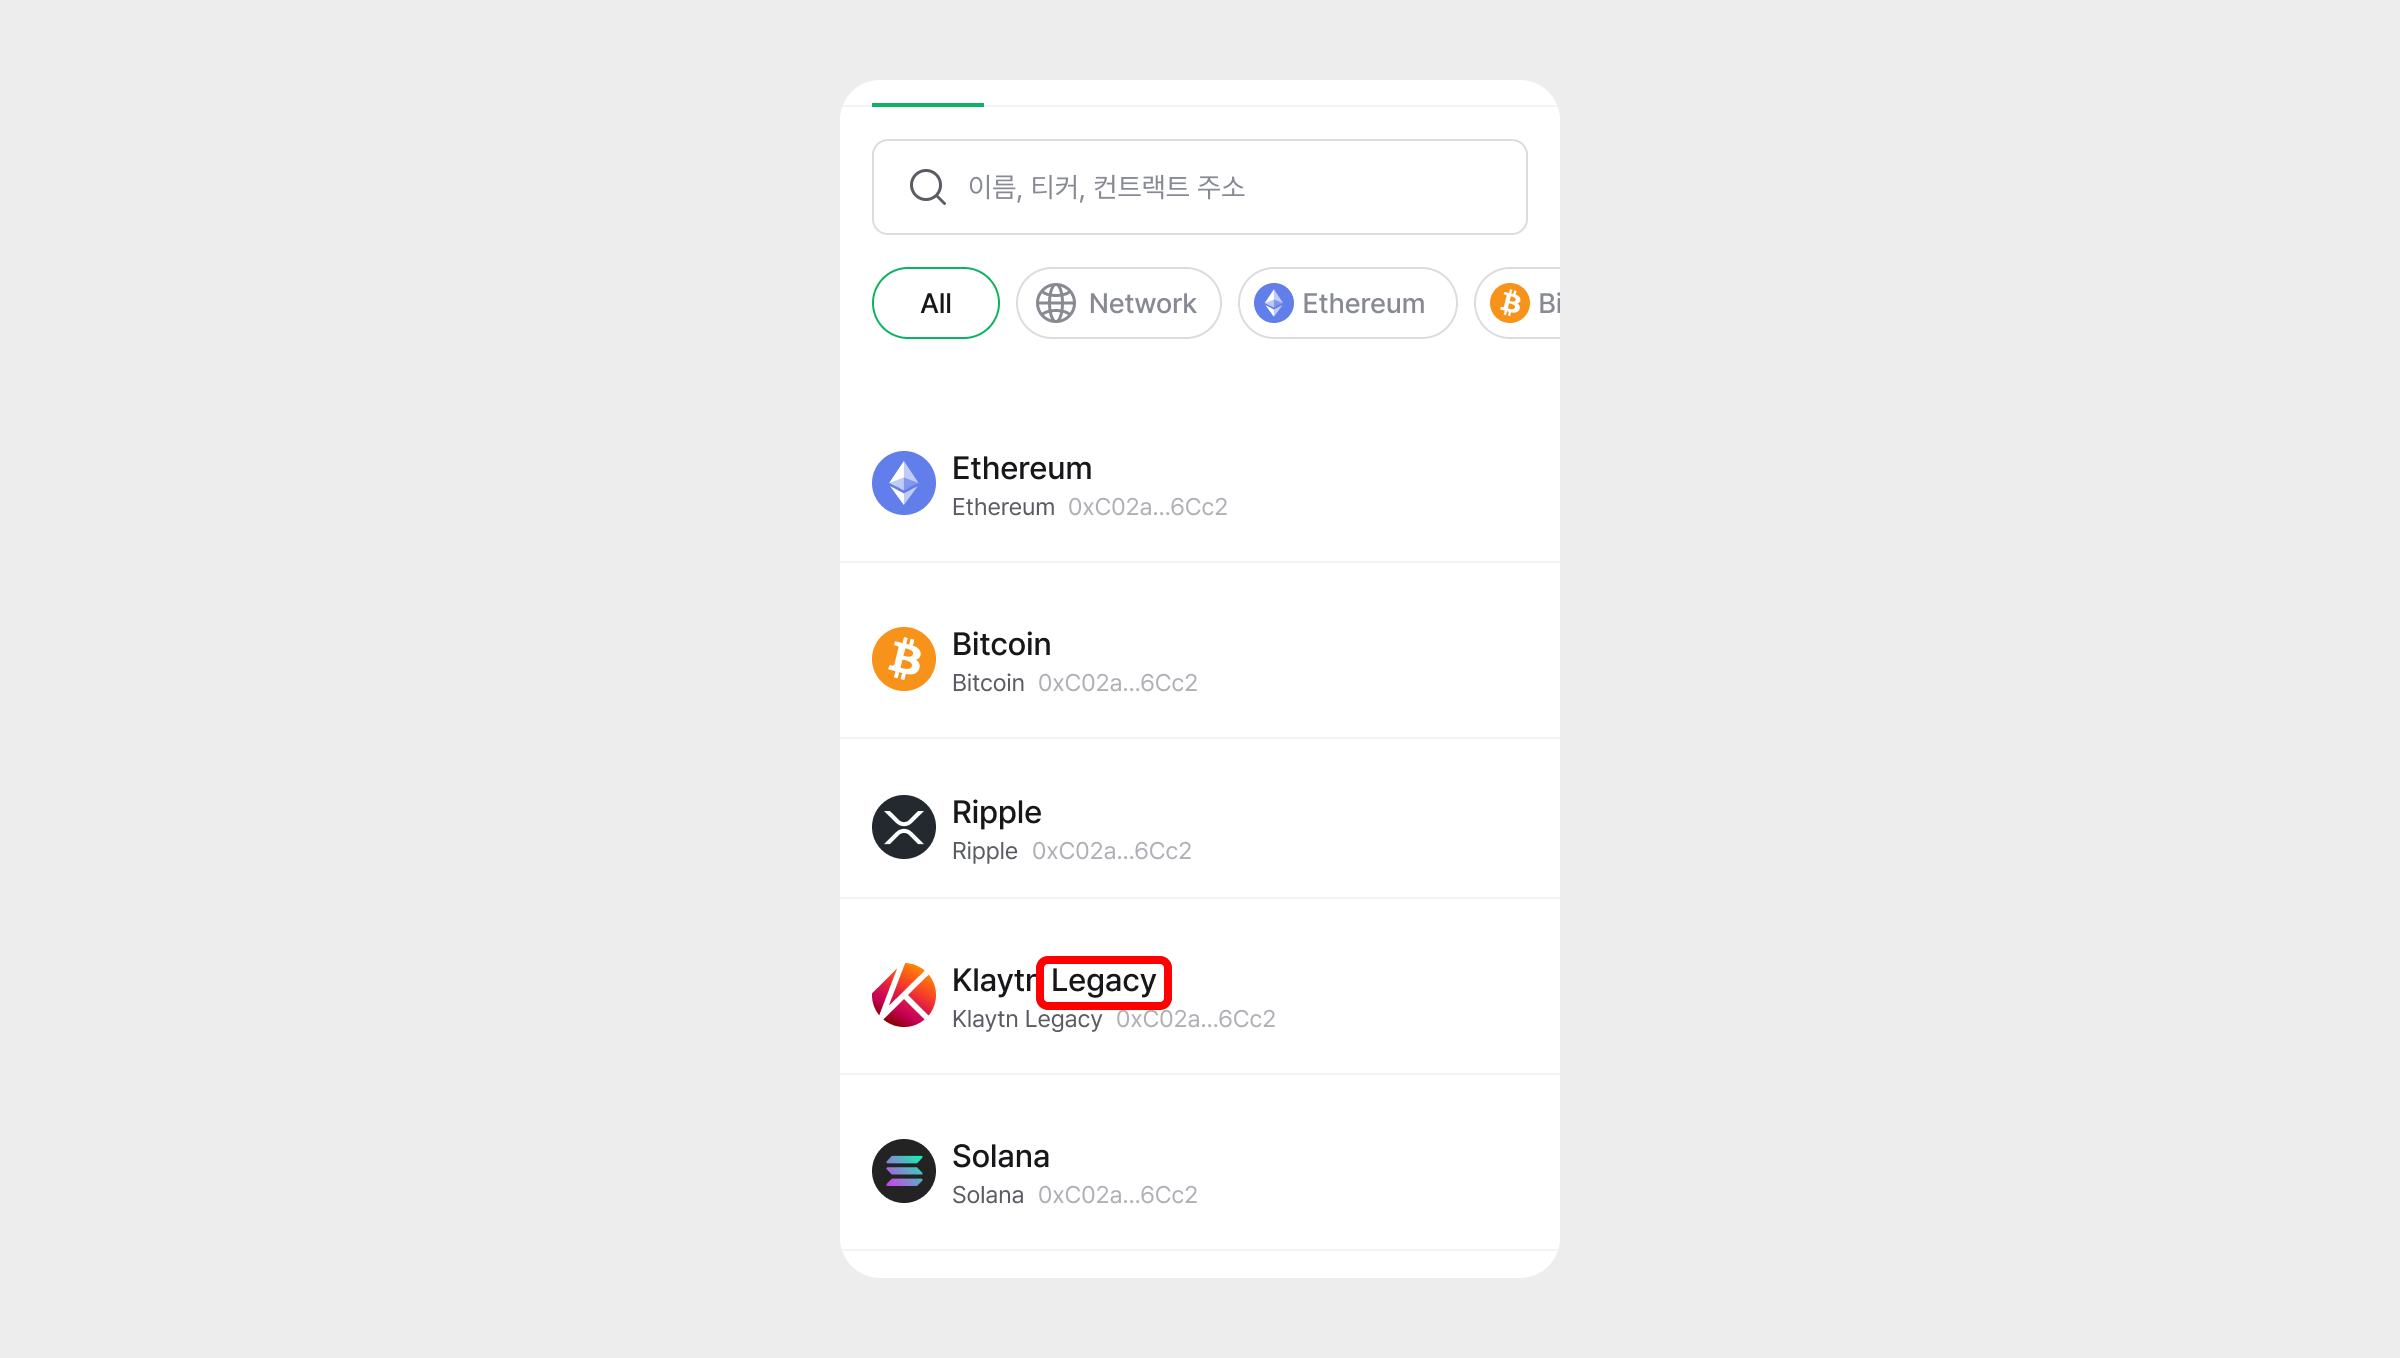 이름, 티커, 컨트랙트 주소
All Network Ethereum Bi
Ethereum
Ethereum 0xC02a...6Cc2
Bitcoin
Bitcoin 0xC02a...6Cc2
Ripple
Ripple 0xC02a...6Cc2
Klaytn Legacy
Klaytn Legacy 0xC02a...6Cc2
Solana
Solana 0xC02a...6Cc2